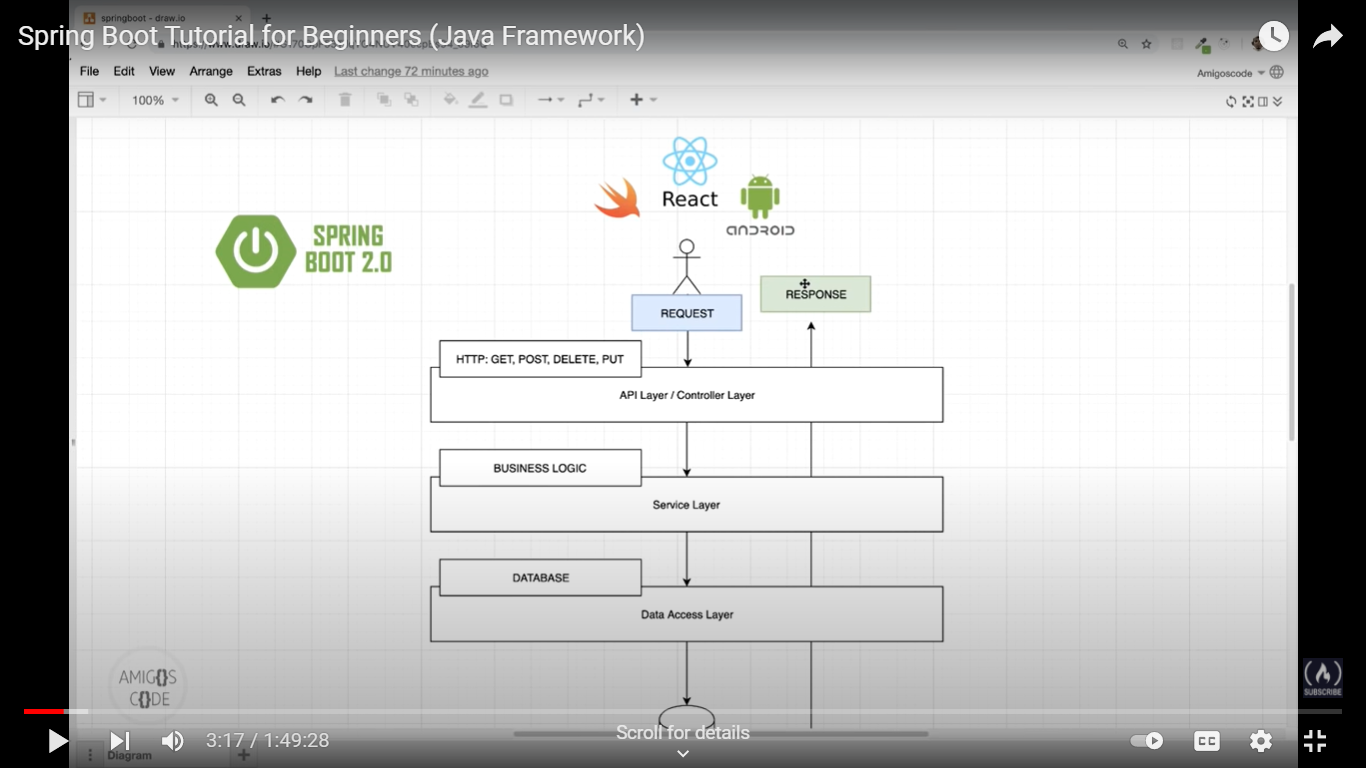 springboot - draw.io
Spring Boot Tutorial for Beginners (Java Framework)
File Edit View Arrange Extras Help Last change 72 minutes ago
Amigoscode
100%
React
ANDROID
SPRING
BOOT 2.0
RESPONSE
REQUEST
HTTP: GET, POST, DELETE, PUT
API Layer / Controller Layer
BUSINESS LOGIC
Service Layer
DATABASE
Data Access Layer
AMIG{}S
C{}DE
SUBSCRIBE
Scroll for details
3:17 / 1:49:28
CC
Diagram